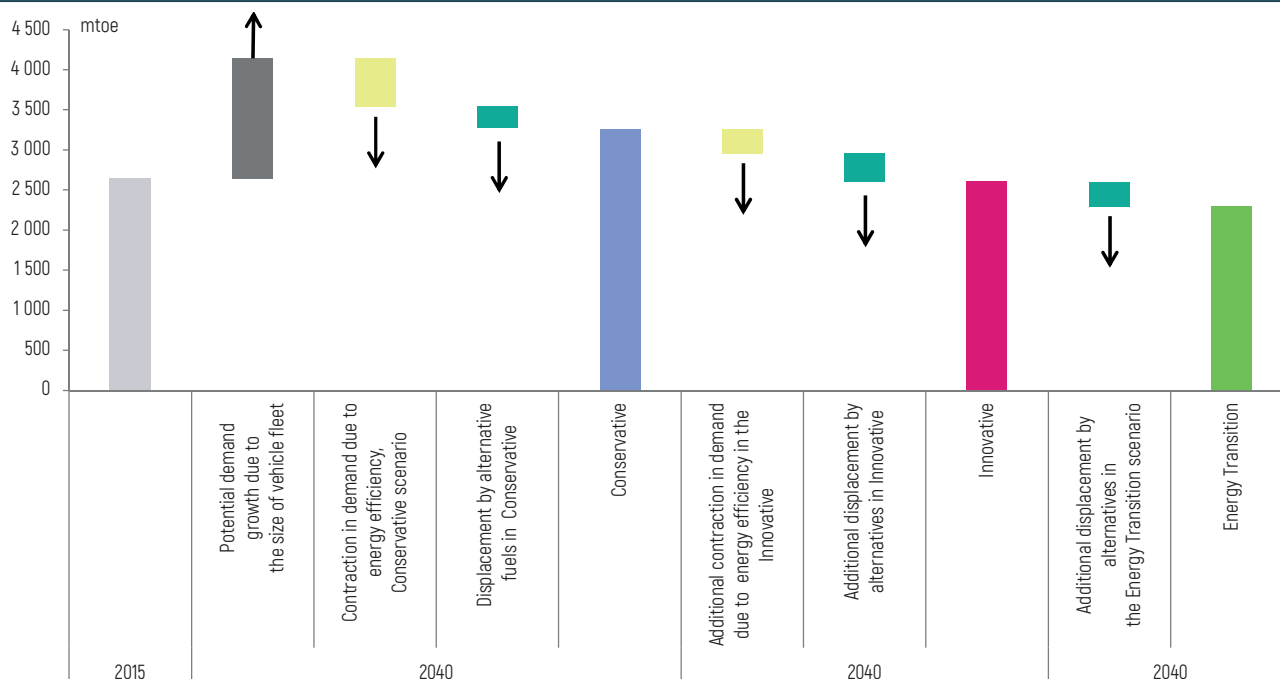 mtoe
4 500
4 000
3 500
3 000
2 500
2 000
1 500
1 000
500
0
Potential demand
growth due to
the size of vehicle fleet
Contraction in demand due to
energy efficiency,
Conservative scenario
Displacement by alternative
fuels in Conservative
Conservative
Additional contraction in demand
due to energy efficiency in the
Innovative
Additional displacement by
alternatives in Innovative
Innovative
Additional displacement by
alternatives in
the Energy Transition scenario
Energy Transition
2015
2040
2040
2040